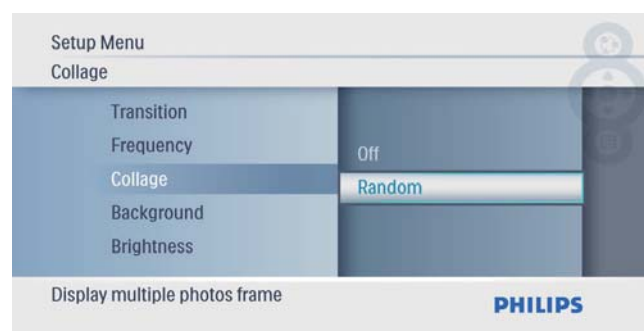 Setup Menu
Collage
Transition
Frequency
Collage
Background
Brightness
Off
Random
Display multiple photos frame
PHILIPS